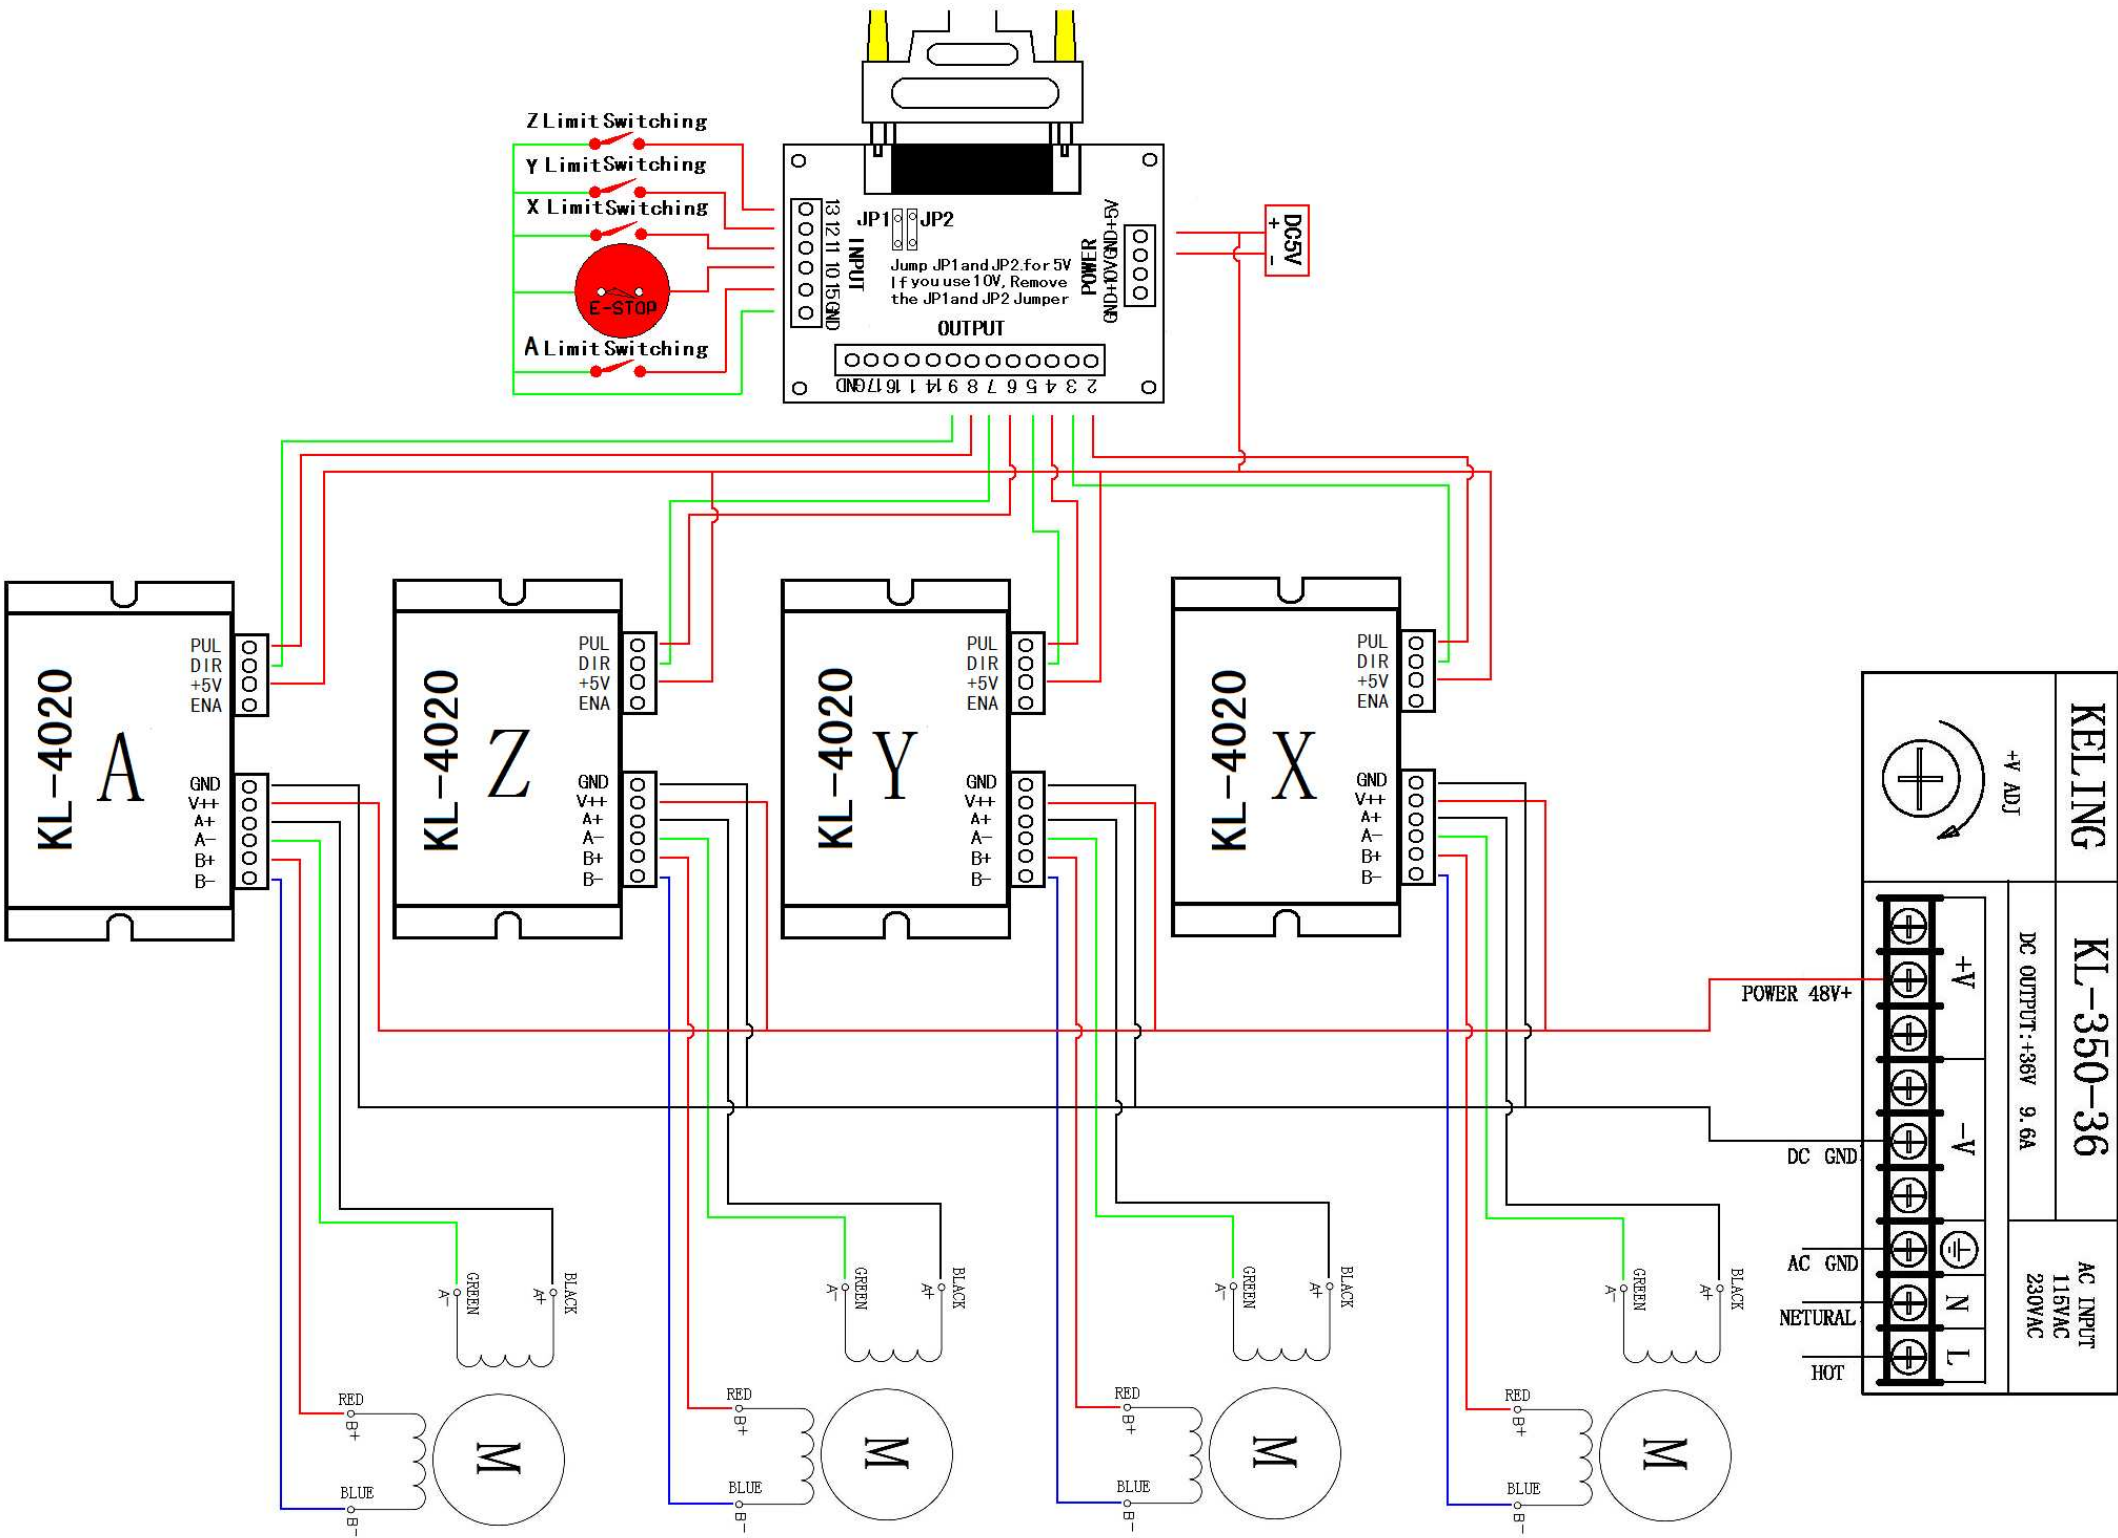 Z Limit Switching
Y Limit Switching
X Limit Switching
E-STOP
A Limit Switching
13 12 11 10 15 GND
INPUT
JP1 JP2
Jump JP1 and JP2 for 5V
If you use 10V, Remove
the JP1 and JP2 Jumper
POWER
OUTPUT
GND 17 16 1 14 9 8 7 6 5 4 3 2
DC5V
+ -
KL-4020
A
PUL
DIR
+5V
ENA
GND
V++
A+
A-
B+
B-
KL-4020
Z
PUL
DIR
+5V
ENA
GND
V++
A+
A-
B+
B-
KL-4020
Y
PUL
DIR
+5V
ENA
GND
V++
A+
A-
B+
B-
KL-4020
X
PUL
DIR
+5V
ENA
GND
V++
A+
A-
B+
B-
KELING
+V ADJ
KL-350-36
DC OUTPUT:+36V 9.6A
AC INPUT
115VAC
230VAC
+V
-V
N
L
POWER 48V+
DC GND
AC GND
NETURAL
HOT
GREEN
A-
BLACK
A+
RED
B+
BLUE
B-
M
GREEN
A-
BLACK
A+
RED
B+
BLUE
B-
M
GREEN
A-
BLACK
A+
RED
B+
BLUE
B-
M
GREEN
A-
BLACK
A+
RED
B+
BLUE
B-
M